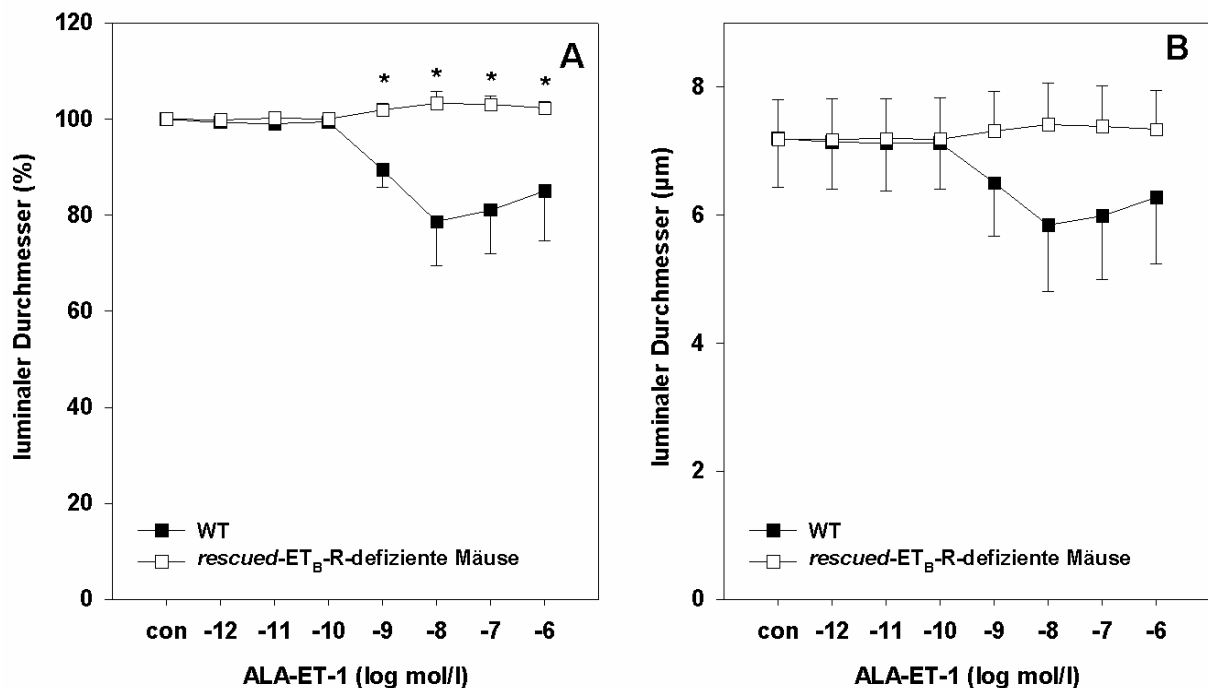 A
luminaler Durchmesser (%)
120
100
80
60
40
20
0
* * * *
WT
rescued-ETB-R-defiziente Mäuse
con -12 -11 -10 -9 -8 -7 -6
ALA-ET-1 (log mol/l)
B
luminaler Durchmesser (µm)
8
6
4
2
0
WT
rescued-ETB-R-defiziente Mäuse
con -12 -11 -10 -9 -8 -7 -6
ALA-ET-1 (log mol/l)